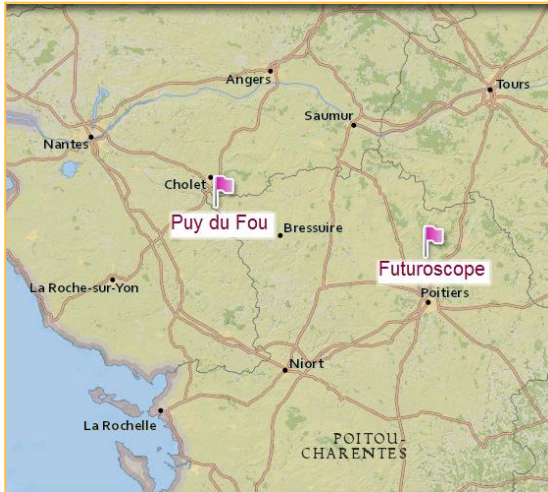 Angers
Tours
Saumur
Nantes
Cholet
Puy du Fou
Bressuire
Futuroscope
La Roche-sur-Yon
Poitiers
Niort
La Rochelle
POITOU-
CHARENTES